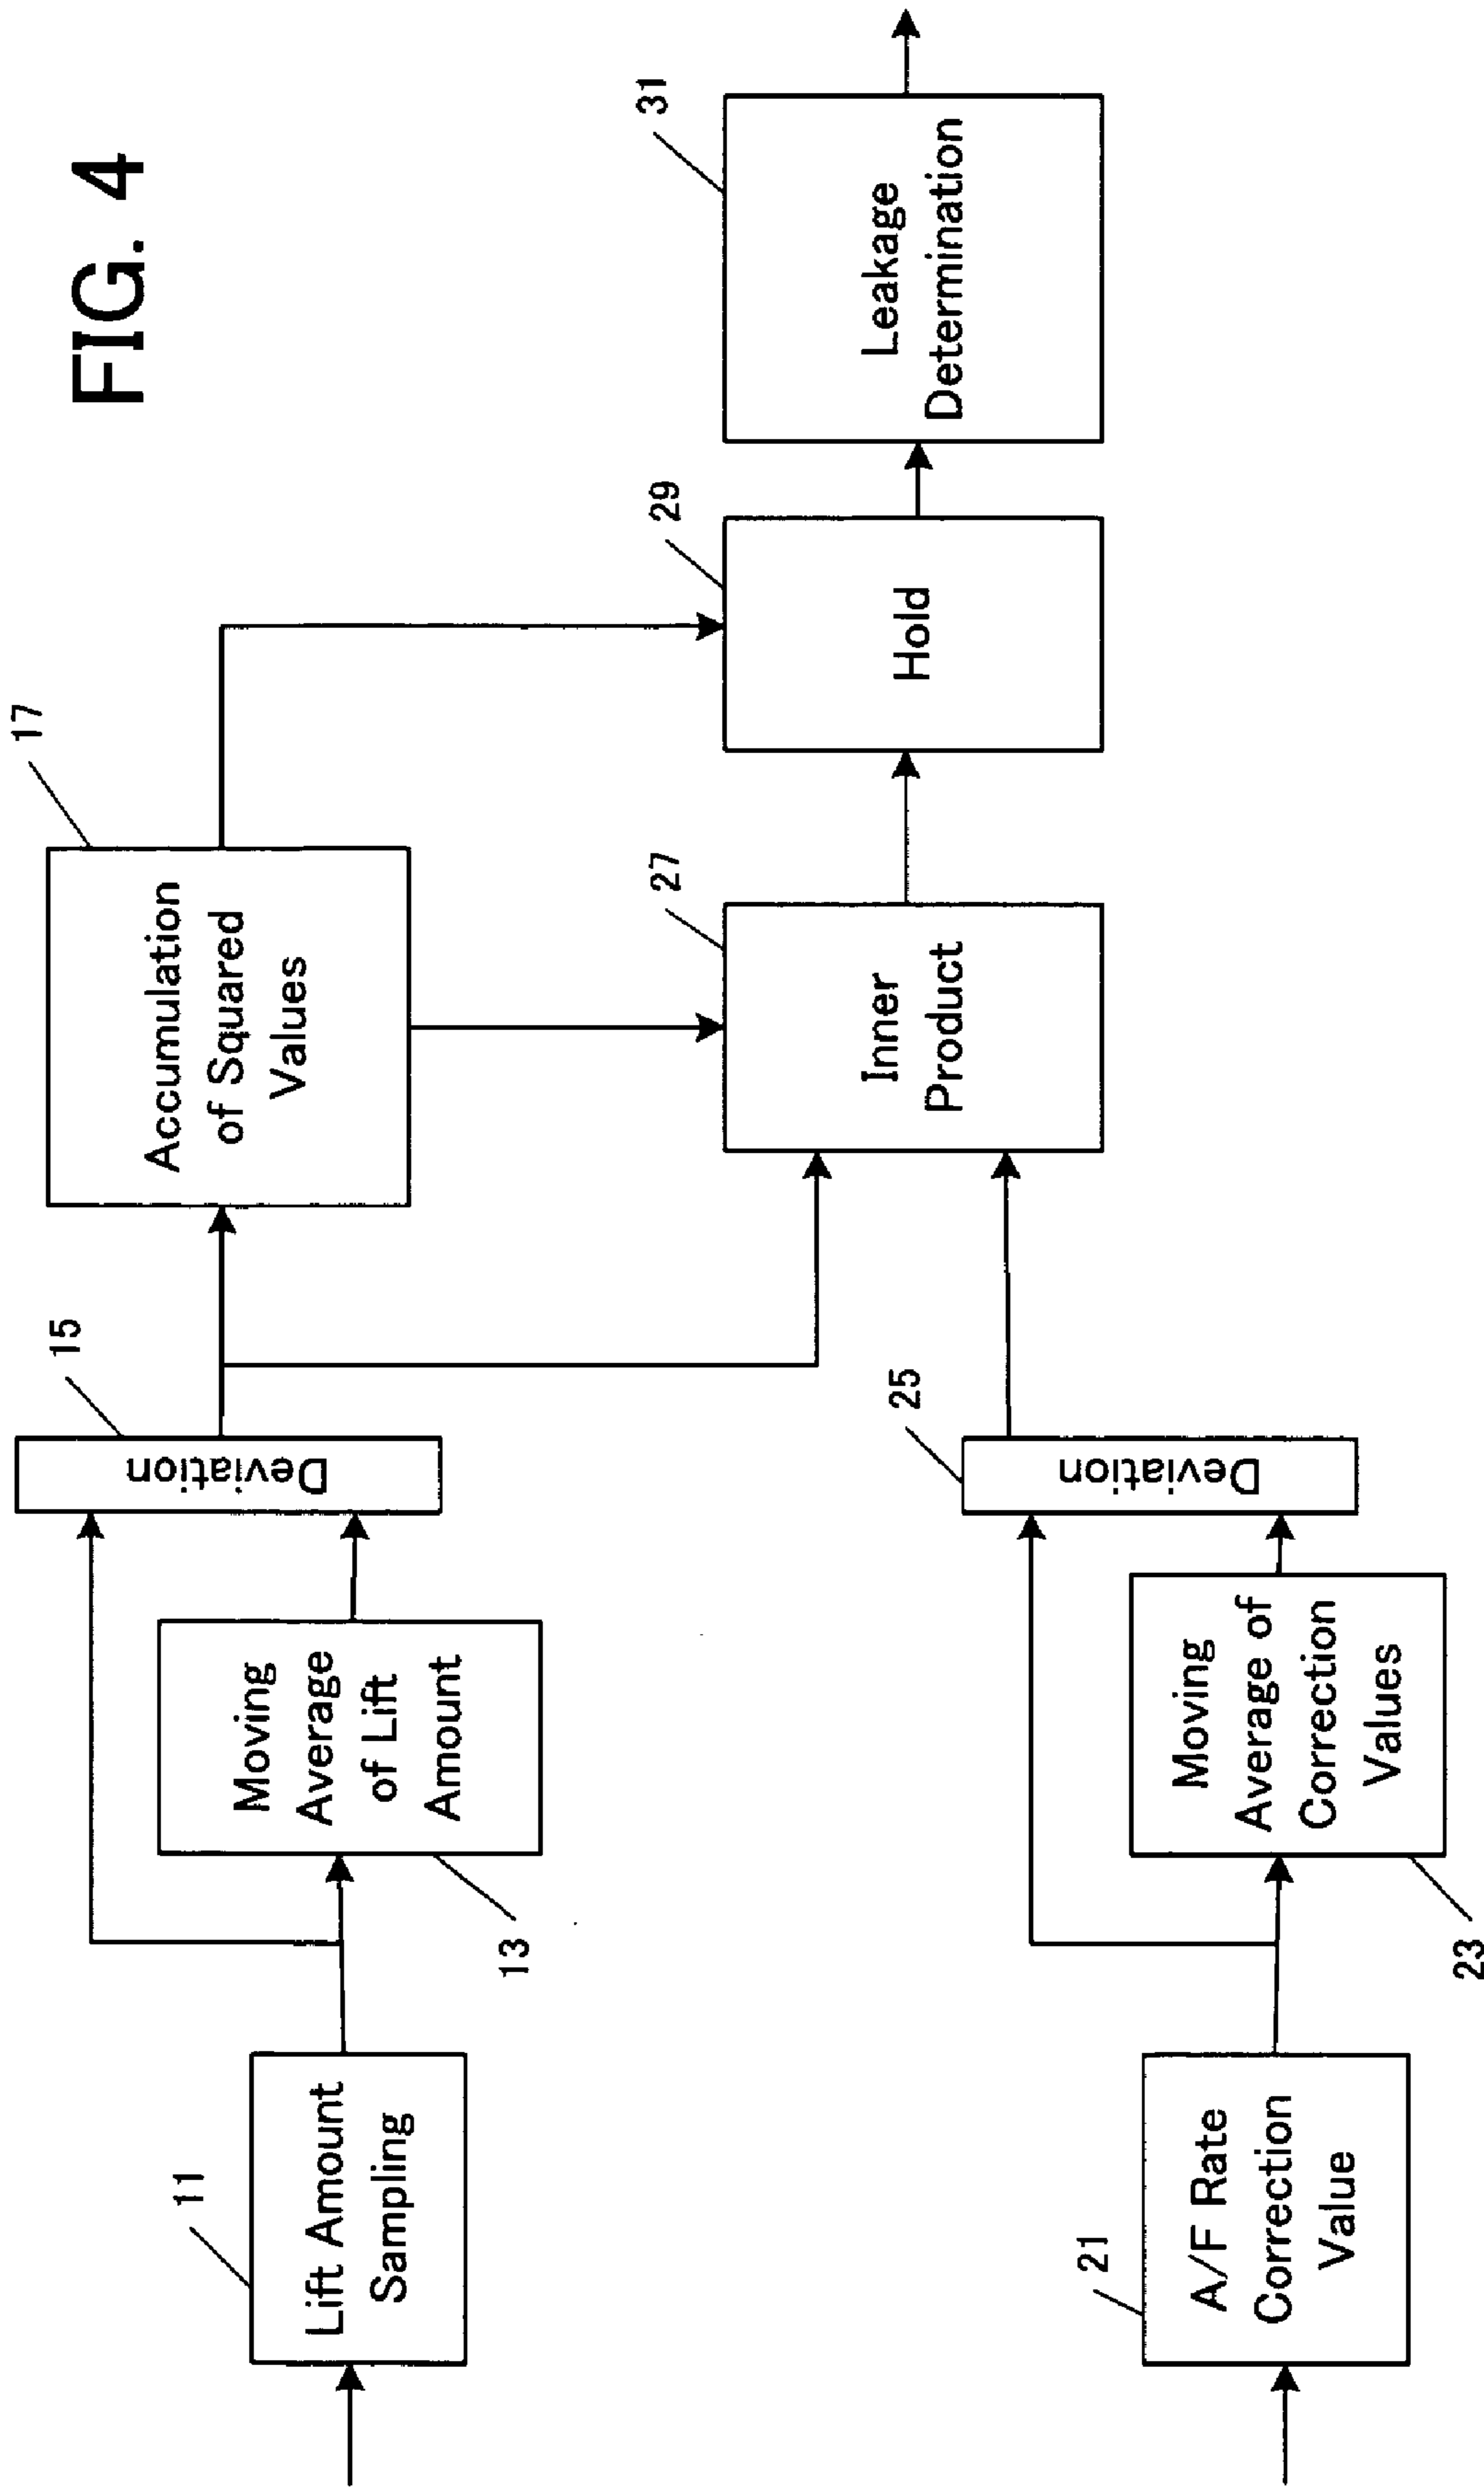 FIG. 4
11
Lift Amount
Sampling
13
Moving
Average
of Lift
Amount
15
Deviation
17
Accumulation
of Squared
Values
21
A/F Rate
Correction
Value
23
Moving
Average of
Correction
Values
25
Deviation
27
Inner
Product
29
Hold
31
Leakage
Determination